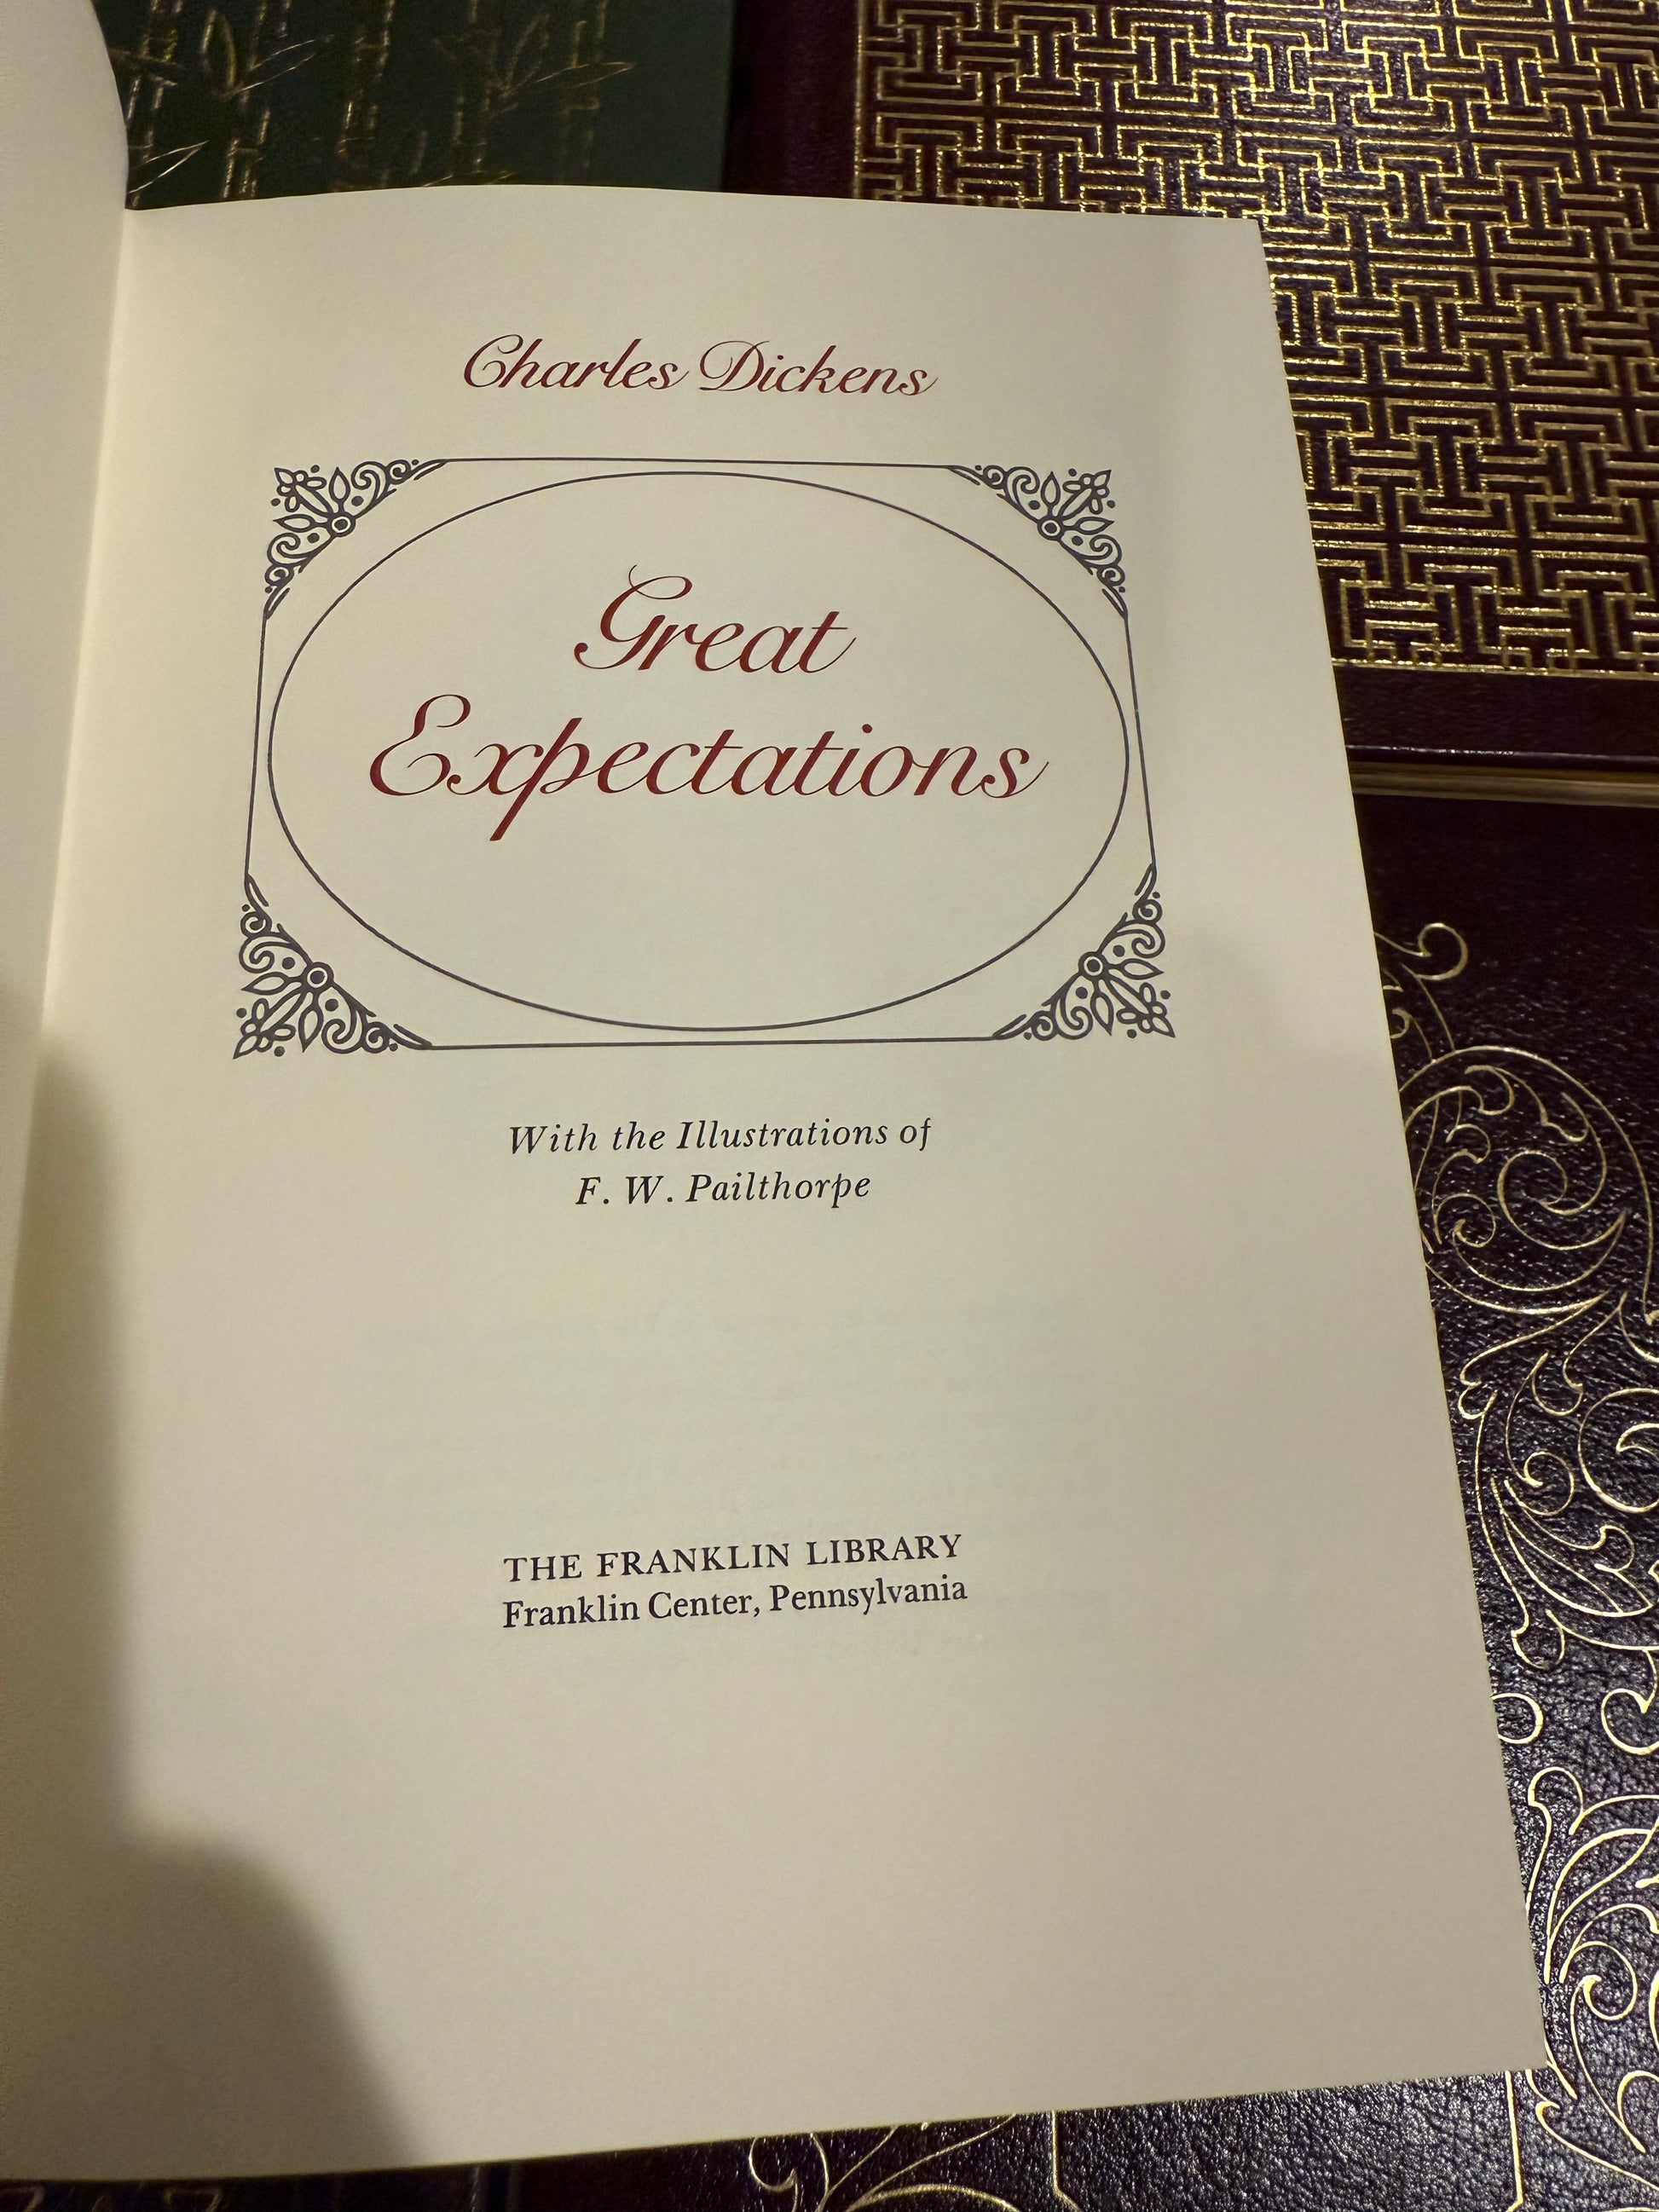 Charles Dickens
Great
Expectations
With the Illustrations of
F. W. Pailthorpe
THE FRANKLIN LIBRARY
Franklin Center, Pennsylvania